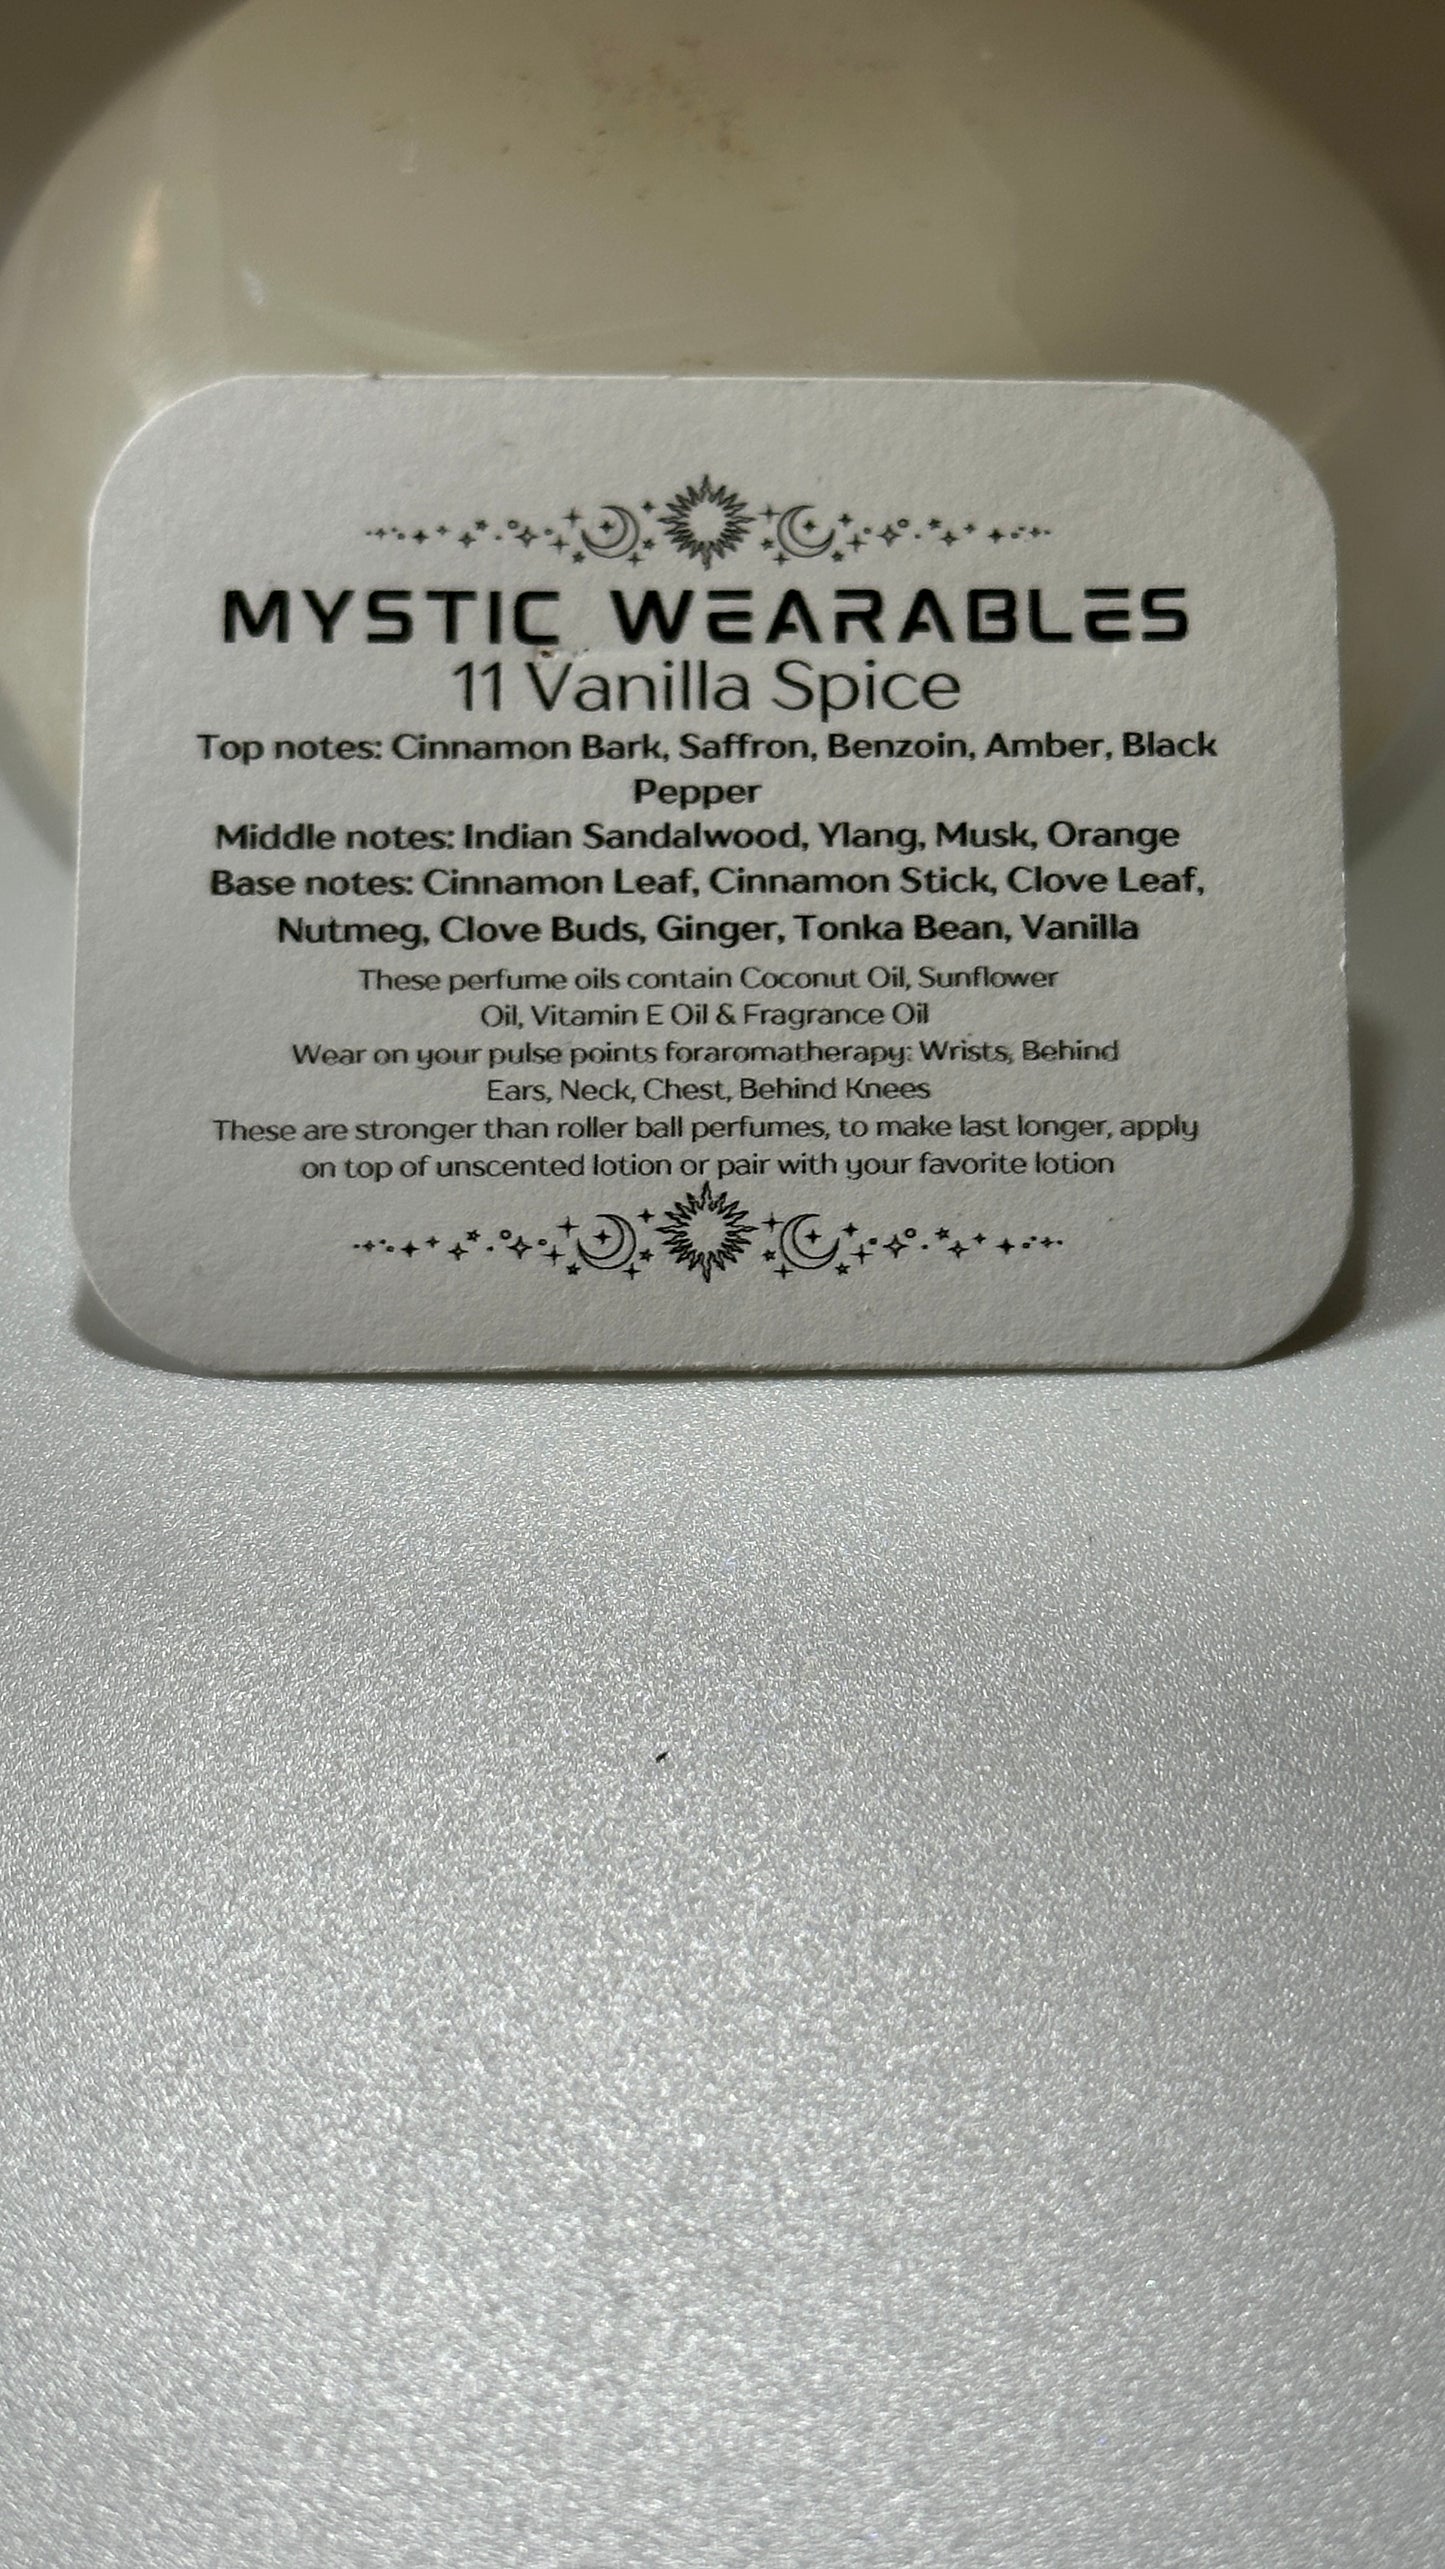 MYSTIC WEARABLES
11 Vanilla Spice
Top notes: Cinnamon Bark, Saffron, Benzoin, Amber, Black
Pepper
Middle notes: Indian Sandalwood, Ylang, Musk, Orange
Base notes: Cinnamon Leaf, Cinnamon Stick, Clove Leaf,
Nutmeg, Clove Buds, Ginger, Tonka Bean, Vanilla
These perfume oils contain Coconut Oil, Sunflower
Oil, Vitamin E Oil & Fragrance Oil
Wear on your pulse points foraromatherapy: Wrists, Behind
Ears, Neck, Chest, Behind Knees
These are stronger than roller ball perfumes, to make last longer, apply
on top of unscented lotion or pair with your favorite lotion